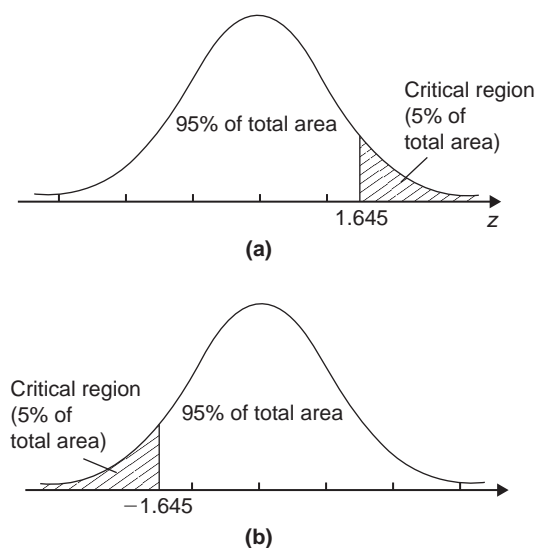 95% of total area
Critical region
(5% of
total area)
1.645
z
(a)
Critical region
(5% of
total area)
95% of total area
−1.645
(b)